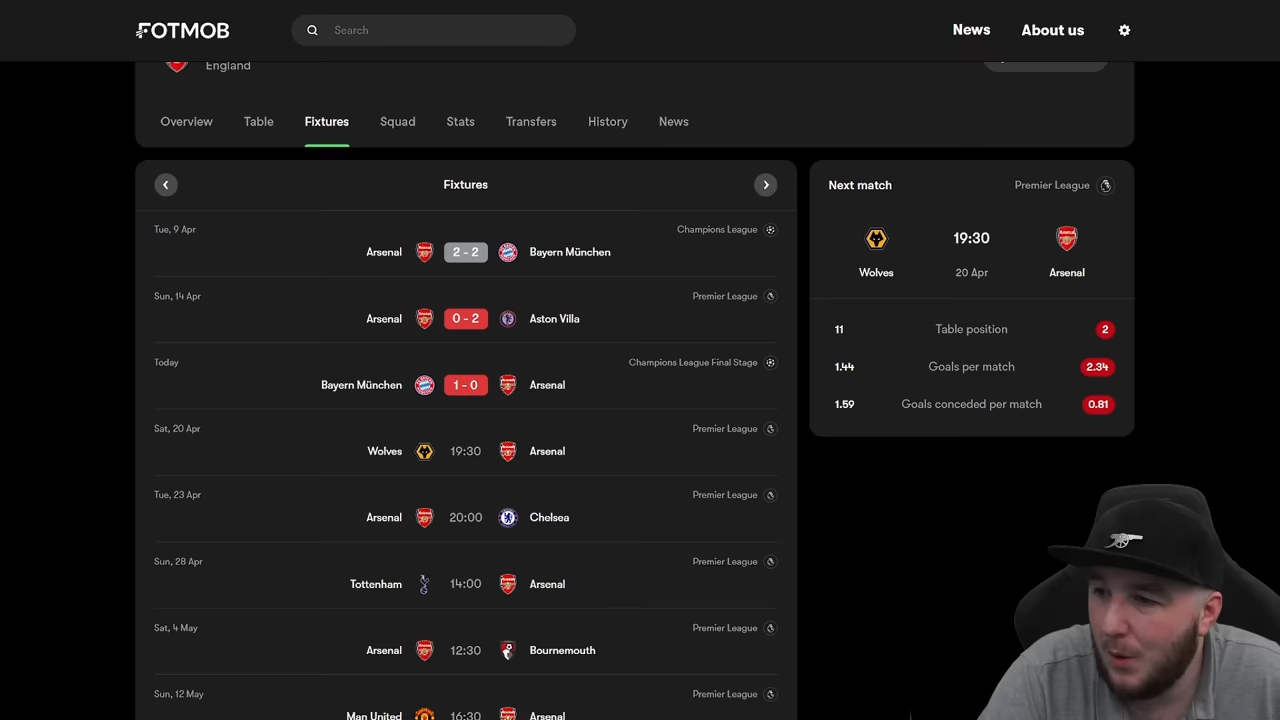 FOTMOB
Search
News
About us
England
Overview
Table
Fixtures
Squad
Stats
Transfers
History
News
Fixtures
Tue, 9 Apr
Champions League
Arsenal 2 - 2 Bayern München
Sun, 14 Apr
Premier League
Arsenal 0 - 2 Aston Villa
Today
Champions League Final Stage
Bayern München 1 - 0 Arsenal
Sat, 20 Apr
Premier League
Wolves 19:30 Arsenal
Tue, 23 Apr
Premier League
Arsenal 20:00 Chelsea
Sun, 28 Apr
Premier League
Tottenham 14:00 Arsenal
Sat, 4 May
Premier League
Arsenal 12:30 Bournemouth
Sun, 12 May
Premier League
Man United 16:30 Arsenal
Next match
Premier League
19:30
Wolves
20 Apr
Arsenal
11 Table position 2
1.44 Goals per match 2.34
1.59 Goals conceded per match 0.81